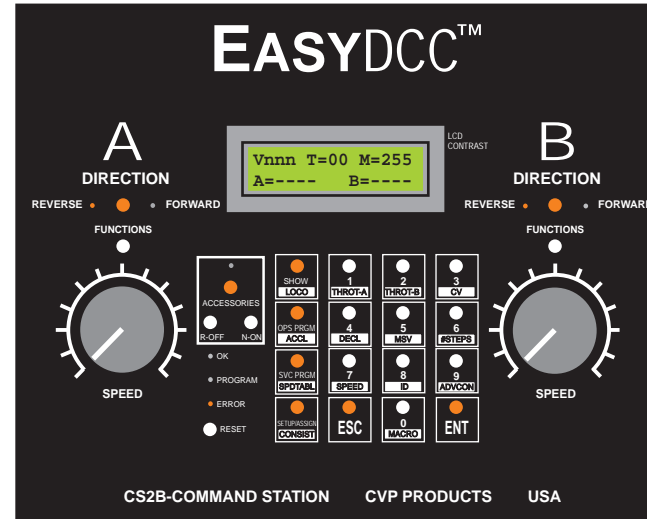 EASYDCC™
LCD
CONTRAST
Vnnn T=00 M=255
A=---- B=----
A
DIRECTION
REVERSE FORWARD
FUNCTIONS
SPEED
B
DIRECTION
REVERSE FORWAR
FUNCTIONS
SPEED
ACCESSORIES
R-OFF N-ON
OK
PROGRAM
ERROR
RESET
SHOW
LOCO
1
THROT-A
2
THROT-B
3
CV
OPS PRGM
ACCL
4
DECL
5
MSV
6
#STEPS
SVC PRGM
SPDTABL
7
SPEED
8
ID
9
ADVCON
SETUP/ASSIGN
CONSIST
ESC
0
MACRO
ENT
CS2B-COMMAND STATION CVP PRODUCTS USA